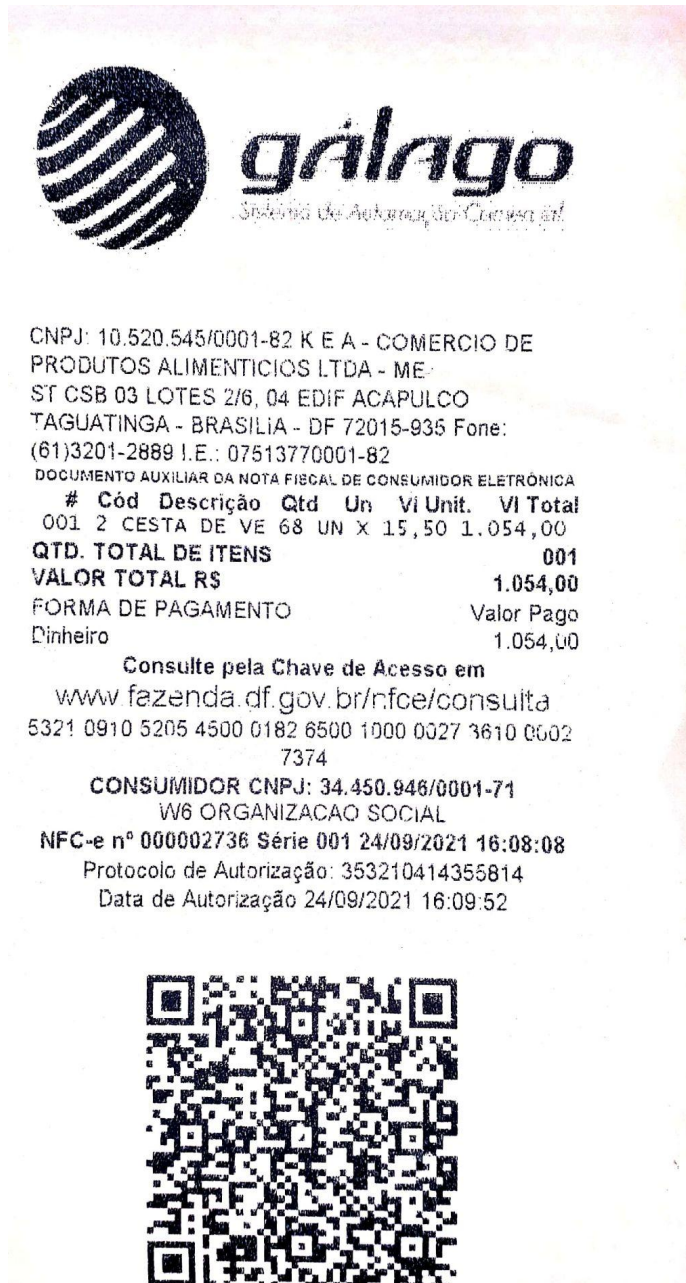 gálago
Sistema de Automação Comercial
CNPJ: 10.520.545/0001-82 K E A - COMERCIO DE
PRODUTOS ALIMENTICIOS LTDA - ME
ST CSB 03 LOTES 2/6, 04 EDIF ACAPULCO
TAGUATINGA - BRASILIA - DF 72015-935 Fone:
(61)3201-2889 I.E.: 07513770001-82
DOCUMENTO AUXILIAR DA NOTA FISCAL DE CONSUMIDOR ELETRÔNICA
# Cód Descrição Qtd Un Vl Unit. Vl Total
001 2 CESTA DE VE 68 UN X 15,50 1.054,00
QTD. TOTAL DE ITENS 001
VALOR TOTAL R$ 1.054,00
FORMA DE PAGAMENTO Valor Pago
Dinheiro 1.054,00
Consulte pela Chave de Acesso em
www.fazenda.df.gov.br/nfce/consulta
5321 0910 5205 4500 0182 6500 1000 0027 3610 0002
7374
CONSUMIDOR CNPJ: 34.450.946/0001-71
W6 ORGANIZACAO SOCIAL
NFC-e nº 000002736 Série 001 24/09/2021 16:08:08
Protocolo de Autorização: 353210414355814
Data de Autorização 24/09/2021 16:09:52